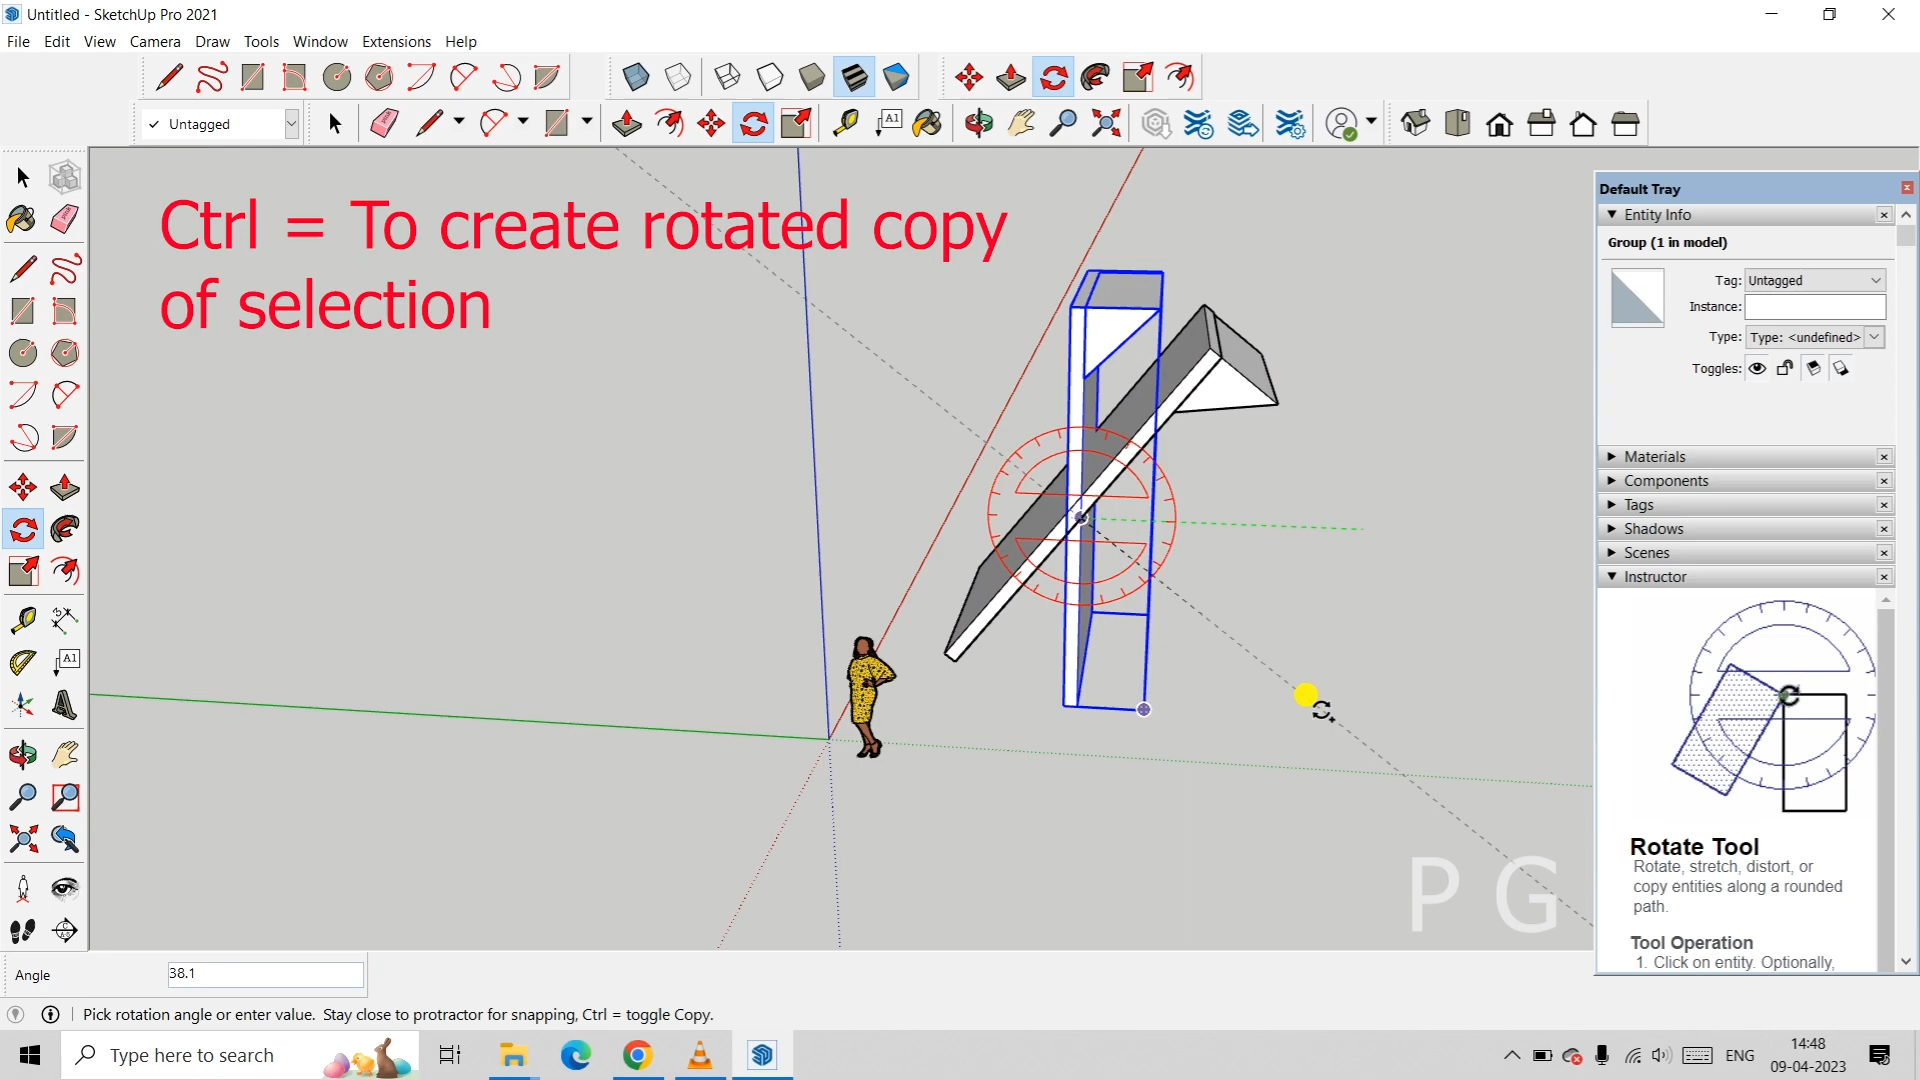 Untitled - SketchUp Pro 2021
File Edit View Camera Draw Tools Window Extensions Help
Untagged
Ctrl = To create rotated copy
of selection
Default Tray
Entity Info
Group (1 in model)
Tag: Untagged
Instance:
Type: Type: <undefined>
Toggles:
Materials
Components
Tags
Shadows
Scenes
Instructor
Rotate Tool
Rotate, stretch, distort, or
copy entities along a rounded
path.
Tool Operation
1. Click on entity. Optionally,
P G
Angle 38.1
Pick rotation angle or enter value. Stay close to protractor for snapping, Ctrl = toggle Copy.
Type here to search
ENG
14:48
09-04-2023